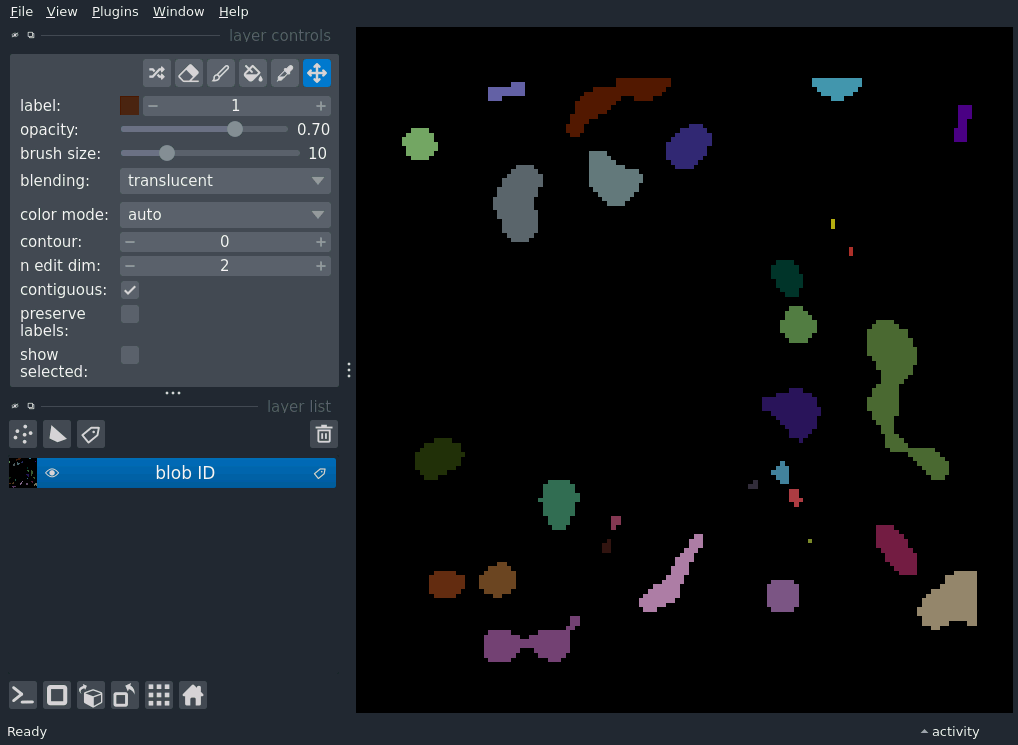 File View Plugins Window Help
layer controls
label: 1
opacity: 0.70
brush size: 10
blending: translucent
color mode: auto
contour: 0
n edit dim: 2
contiguous:
preserve
labels:
show
selected:
layer list
blob ID
Ready
activity